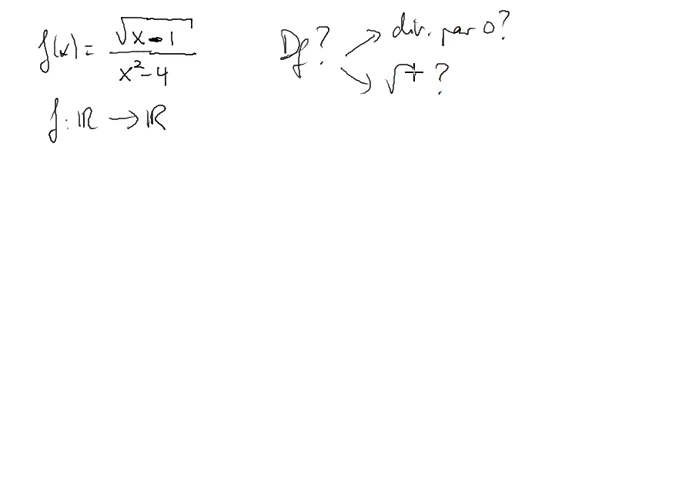 f(x) = √(x-1) / (x²-4)
Df ? → div. par 0 ?
→ √+ ?
f : ℝ → ℝ